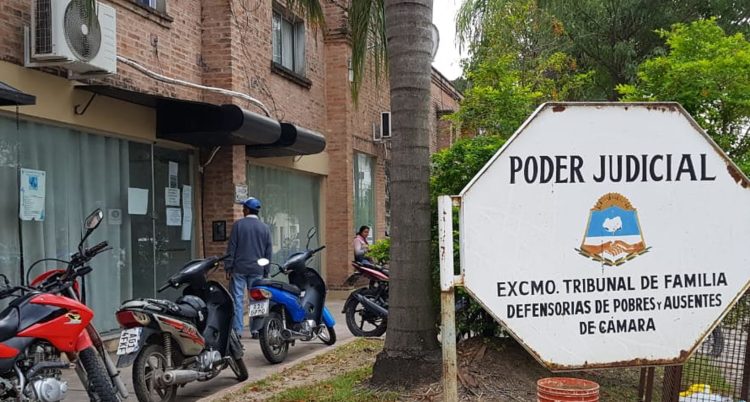 PODER JUDICIAL
EXCMO. TRIBUNAL DE FAMILIA
DEFENSORIAS DE POBRES Y AUSENTES
DE CÁMARA